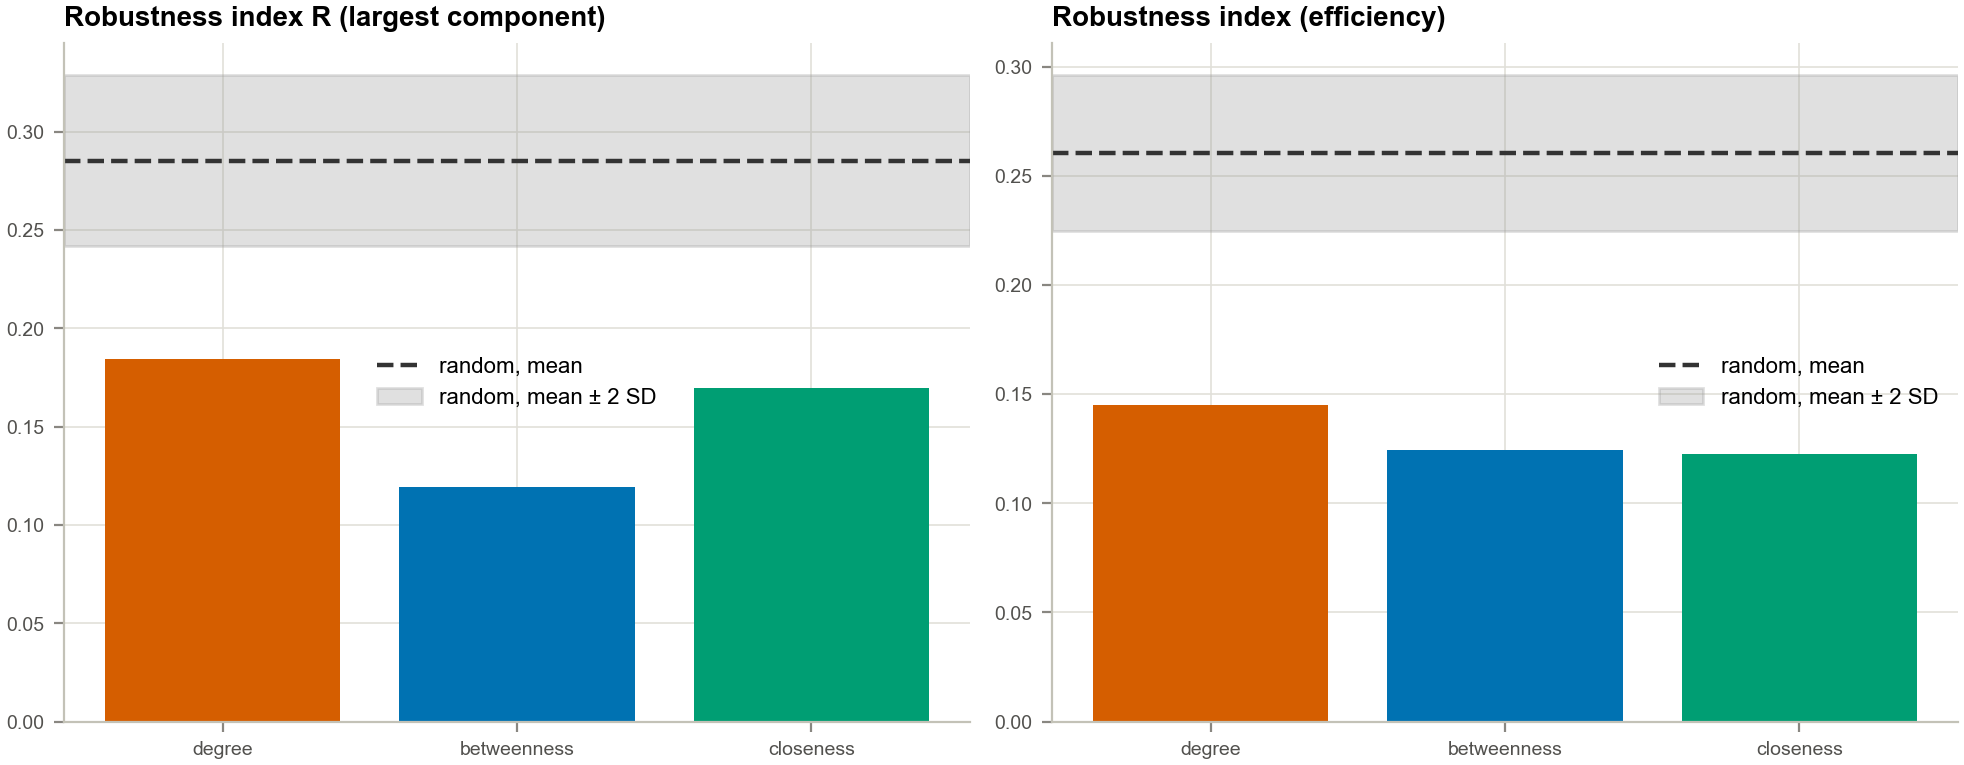 Robustness index R (largest component)
0.30
0.25
0.20
0.15
0.10
0.05
0.00
random, mean
random, mean ± 2 SD
degree
betweenness
closeness
Robustness index (efficiency)
0.30
0.25
0.20
0.15
0.10
0.05
0.00
random, mean
random, mean ± 2 SD
degree
betweenness
closeness